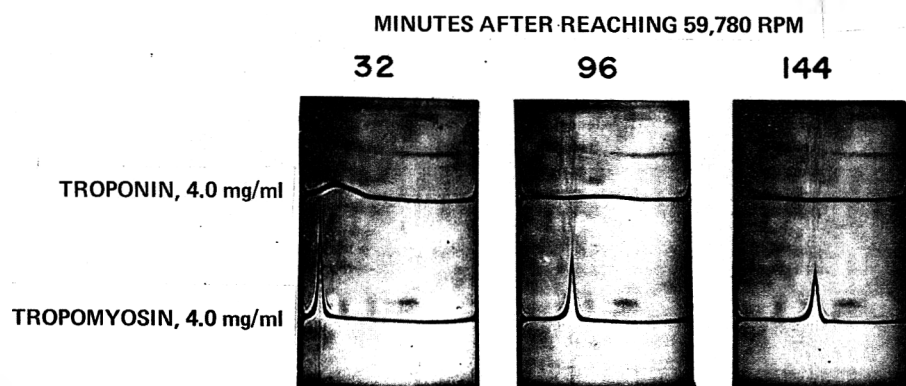 MINUTES AFTER REACHING 59,780 RPM
32 96 144
TROPONIN, 4.0 mg/ml
TROPOMYOSIN, 4.0 mg/ml